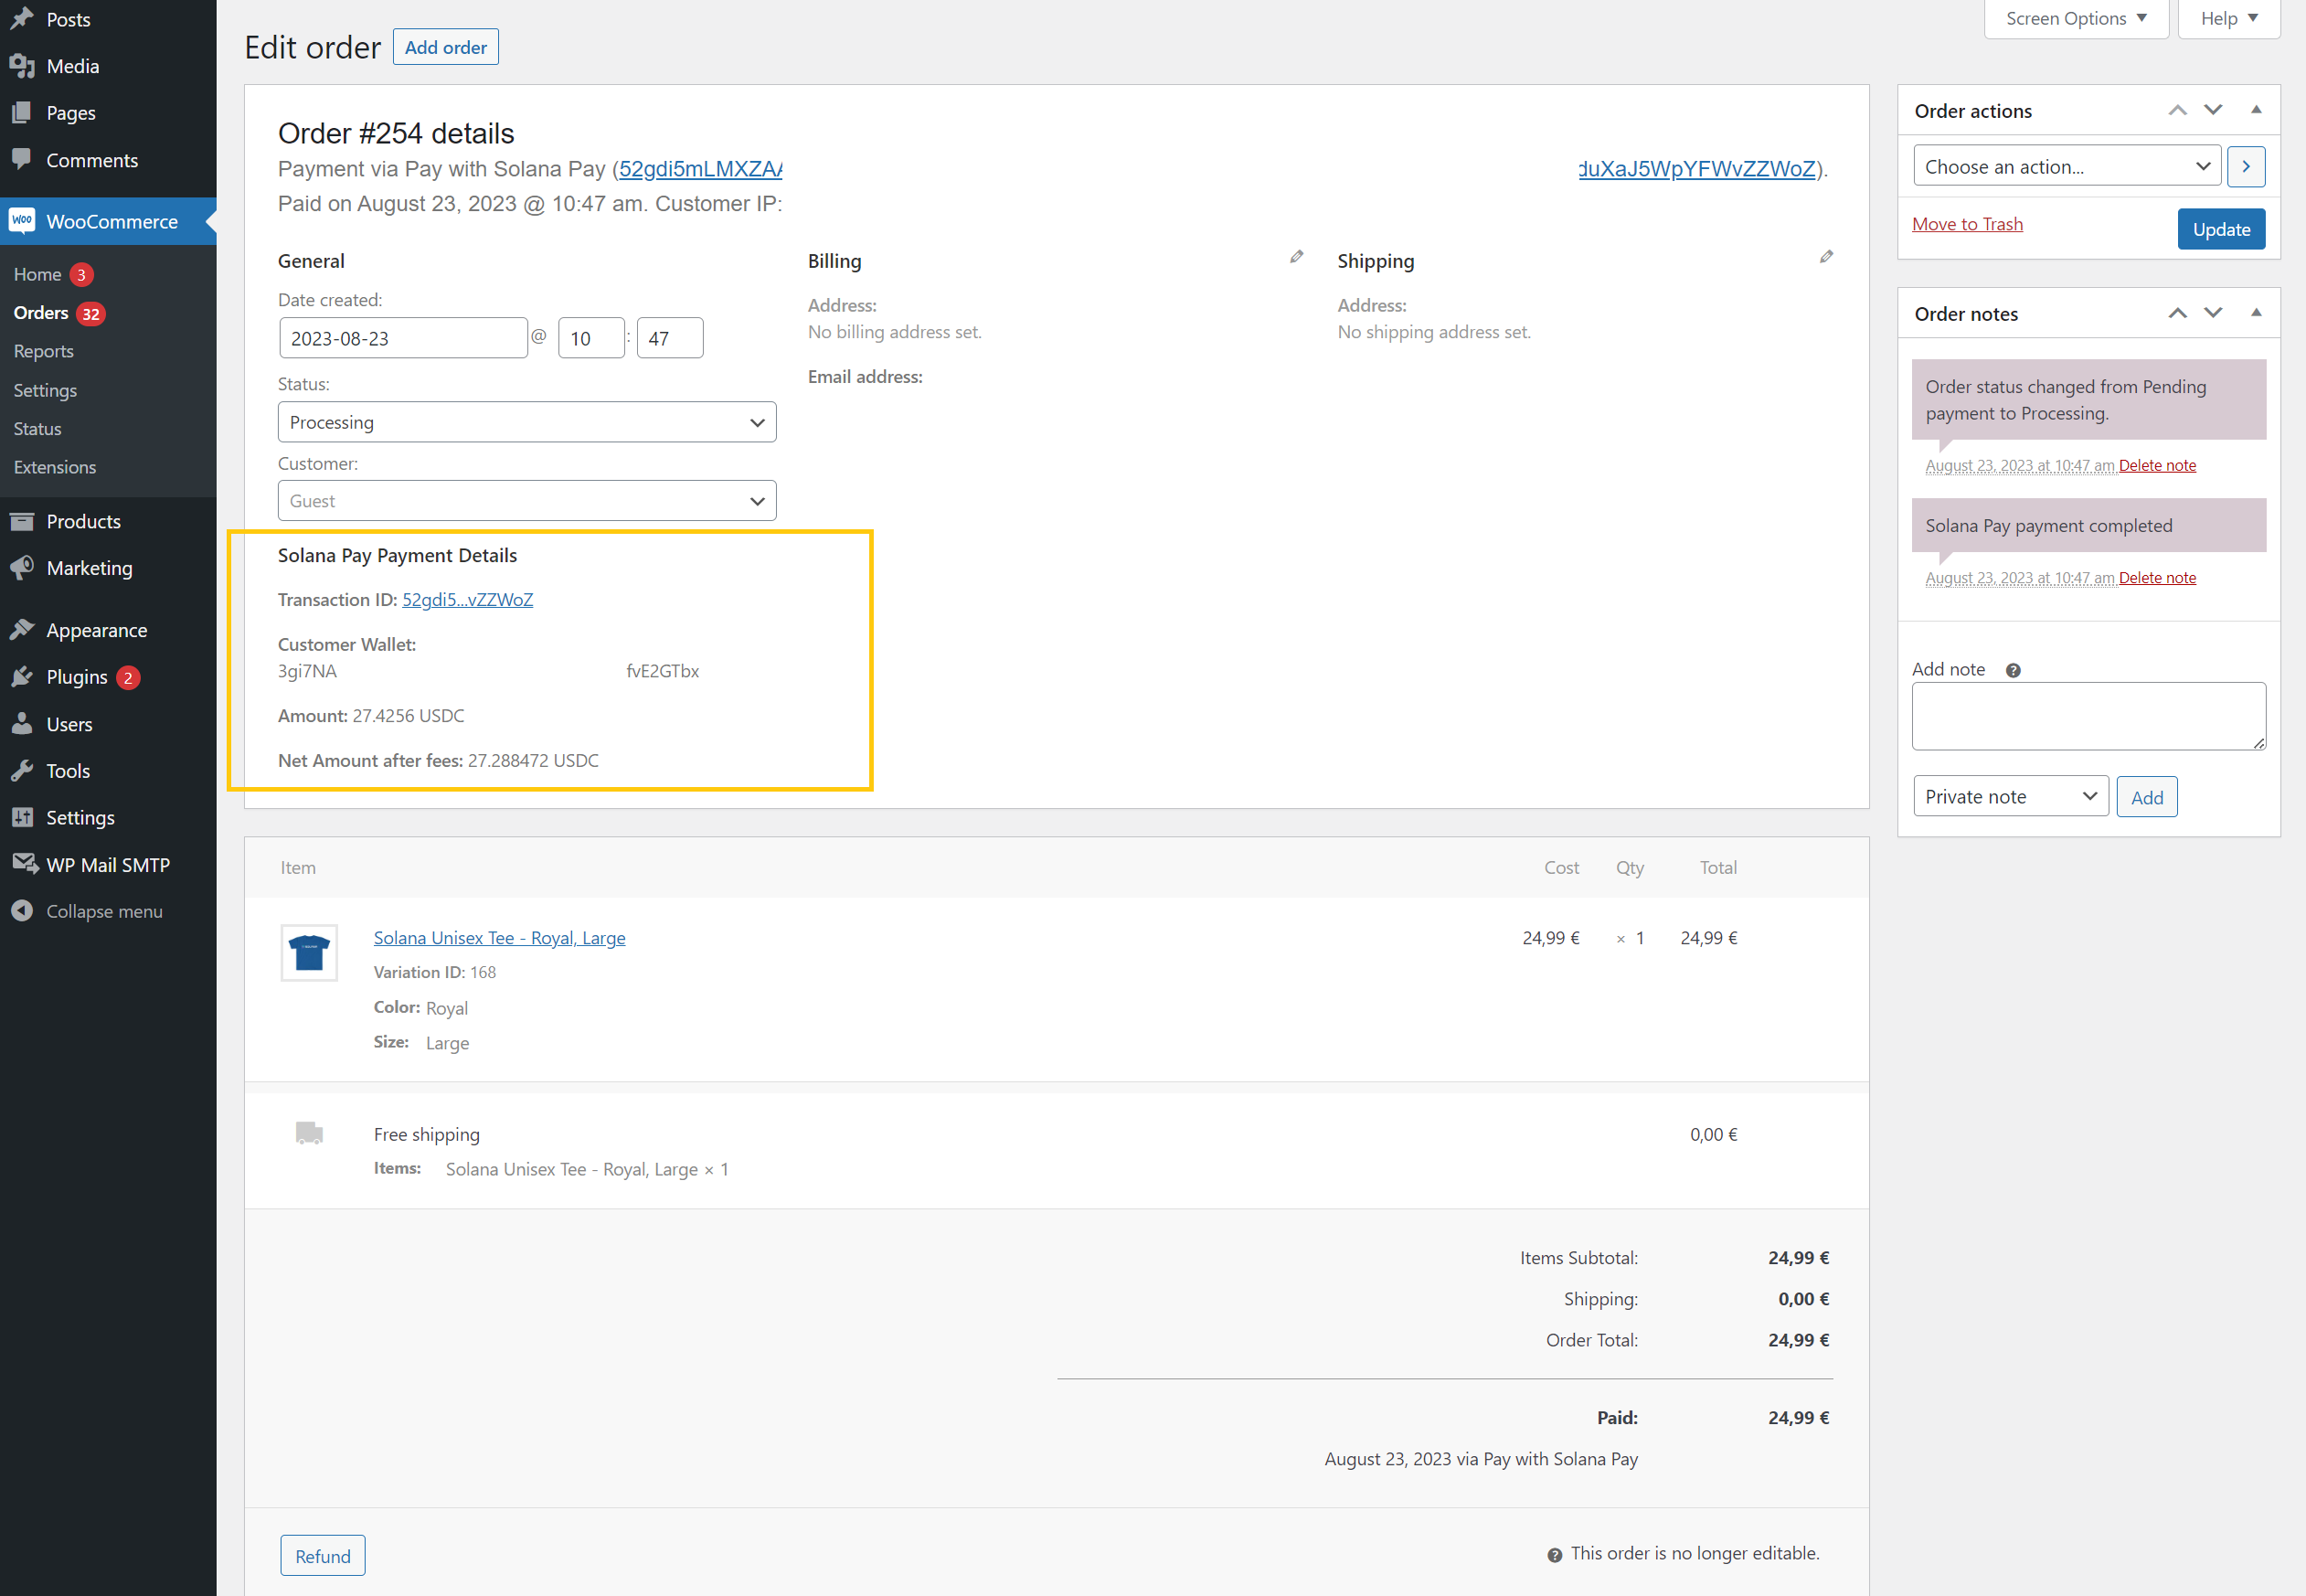 Posts
Media
Pages
Comments
WooCommerce
Home 3
Orders 32
Reports
Settings
Status
Extensions
Products
Marketing
Appearance
Plugins 2
Users
Tools
Settings
WP Mail SMTP
Collapse menu
Screen Options
Help
Edit order
Add order
Order #254 details
Payment via Pay with Solana Pay (52gdi5mLMXZA duXaJ5WpYFWvZZWoZ).
Paid on August 23, 2023 @ 10:47 am. Customer IP:
General
Date created:
2023-08-23 @ 10 : 47
Status:
Processing
Customer:
Guest
Billing
Address:
No billing address set.
Email address:
Shipping
Address:
No shipping address set.
Solana Pay Payment Details
Transaction ID: 52gdi5...vZZWoZ
Customer Wallet:
3gi7NA fvE2GTbx
Amount: 27.4256 USDC
Net Amount after fees: 27.288472 USDC
Item Cost Qty Total
Solana Unisex Tee - Royal, Large 24,99 € × 1 24,99 €
Variation ID: 168
Color: Royal
Size: Large
Free shipping 0,00 €
Items: Solana Unisex Tee - Royal, Large × 1
Items Subtotal: 24,99 €
Shipping: 0,00 €
Order Total: 24,99 €
Paid: 24,99 €
August 23, 2023 via Pay with Solana Pay
Refund
This order is no longer editable.
Order actions
Choose an action...
Move to Trash
Update
Order notes
Order status changed from Pending
payment to Processing.
August 23, 2023 at 10:47 am Delete note
Solana Pay payment completed
August 23, 2023 at 10:47 am Delete note
Add note
Private note
Add